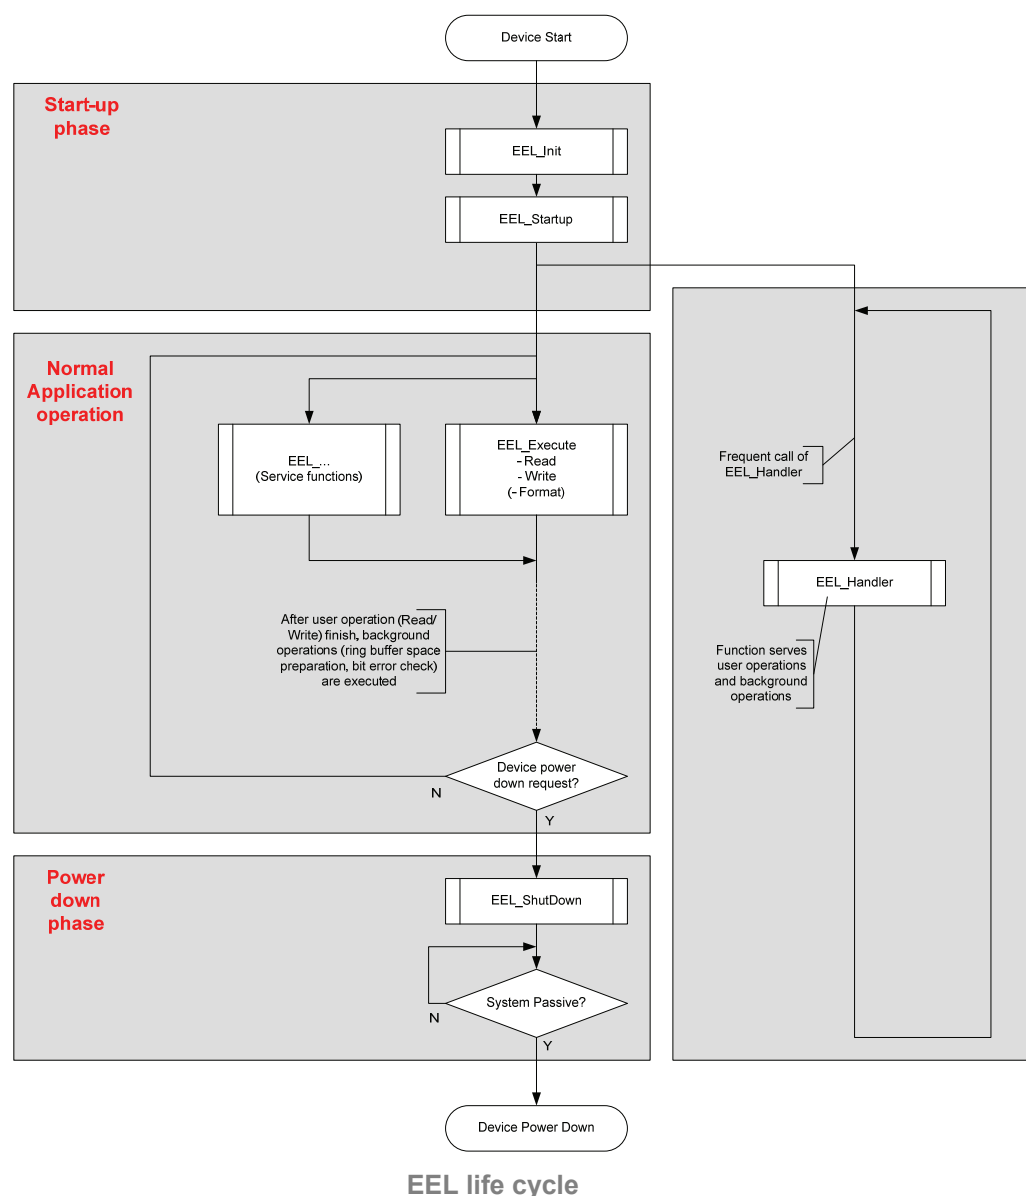 Device Start
Start-up
phase
EEL_Init
EEL_Startup
Normal
Application
operation
EEL_...
(Service functions)
EEL_Execute
- Read
- Write
(- Format)
Frequent call of
EEL_Handler
EEL_Handler
After user operation (Read/
Write) finish, background
operations (ring buffer space
preparation, bit error check)
are executed
Function serves
user operations
and background
operations
Device power
down request?
N
Y
Power
down
phase
EEL_ShutDown
System Passive?
N
Y
Device Power Down
EEL life cycle